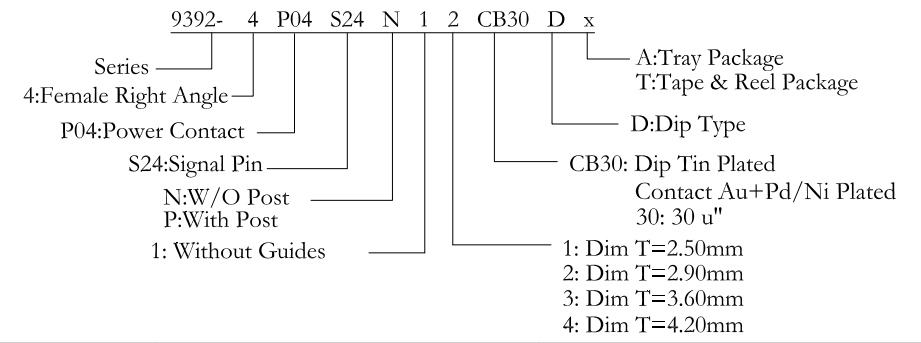 9392- 4 P04 S24 N 1 2 CB30 D x
Series
4:Female Right Angle
P04:Power Contact
S24:Signal Pin
N:W/O Post
P:With Post
1: Without Guides
A:Tray Package
T:Tape & Reel Package
D:Dip Type
CB30: Dip Tin Plated
Contact Au+Pd/Ni Plated
30: 30 u"
1: Dim T=2.50mm
2: Dim T=2.90mm
3: Dim T=3.60mm
4: Dim T=4.20mm